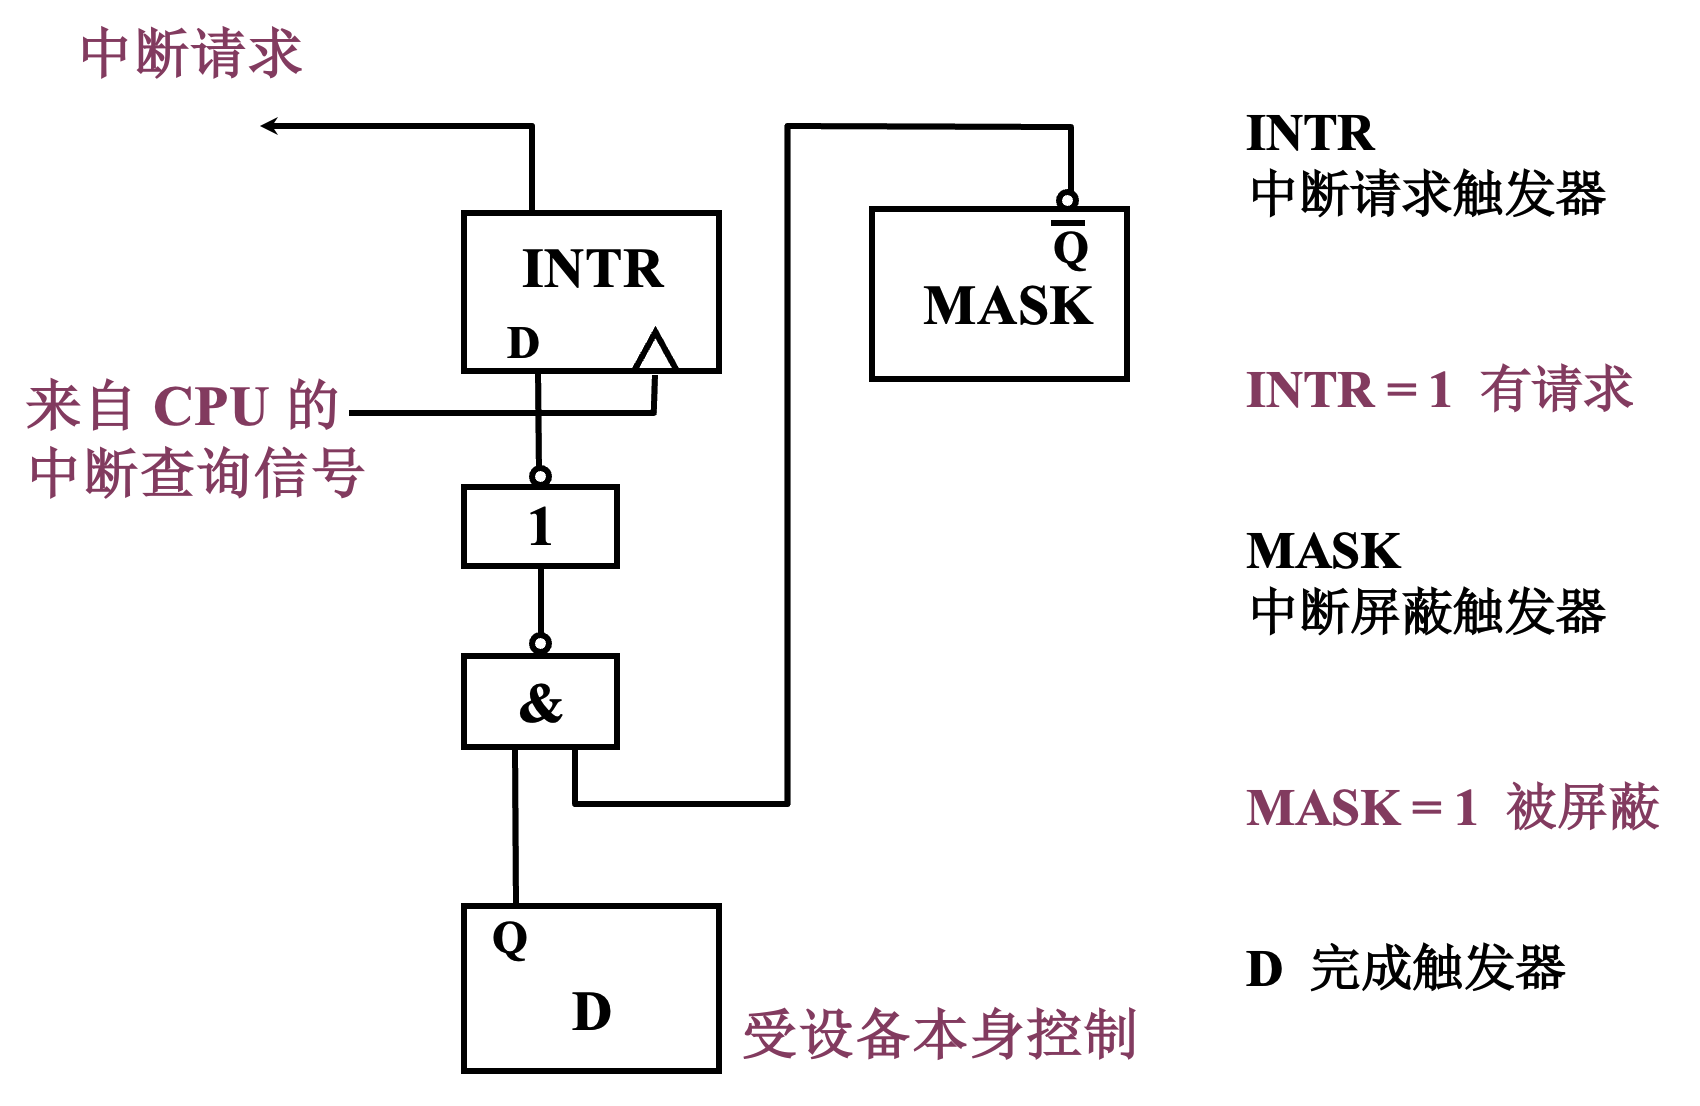 中断请求
INTR
D
来自 CPU 的
中断查询信号
1
&
Q
D
受设备本身控制
Q̅
MASK
INTR
中断请求触发器
INTR = 1 有请求
MASK
中断屏蔽触发器
MASK = 1 被屏蔽
D 完成触发器